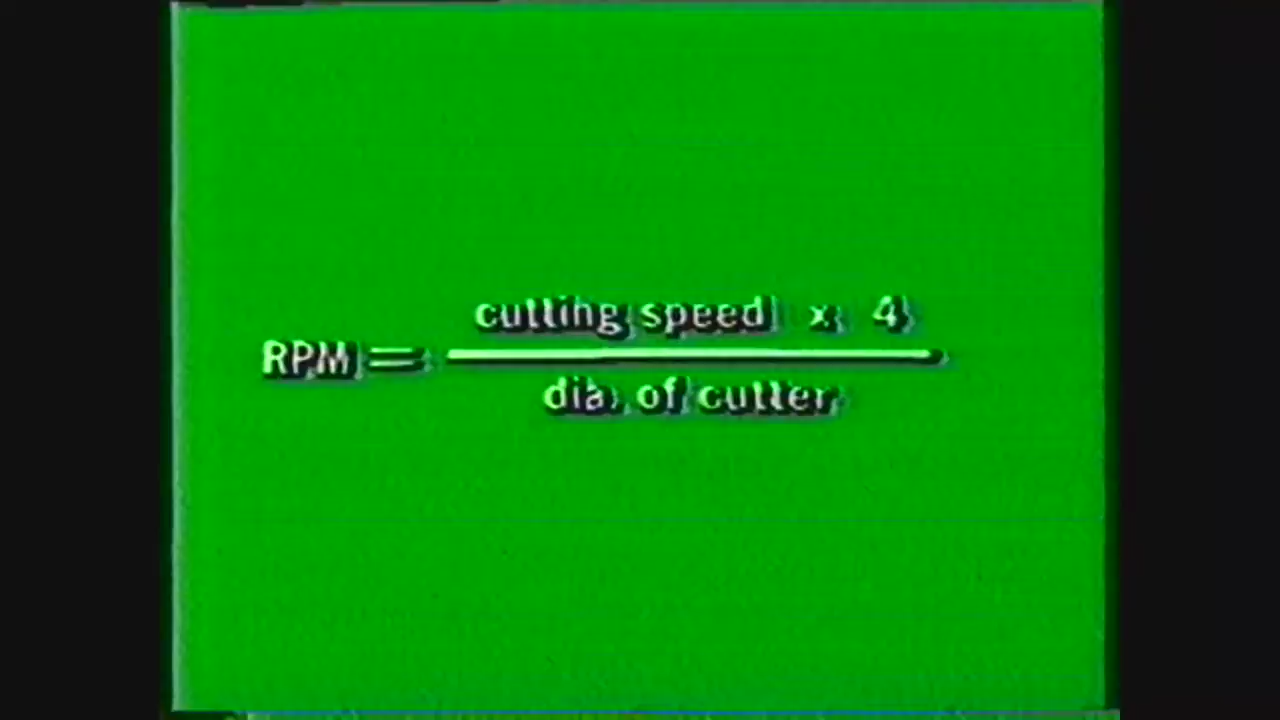 cutting speed x 4
RPM =
dia. of cutter